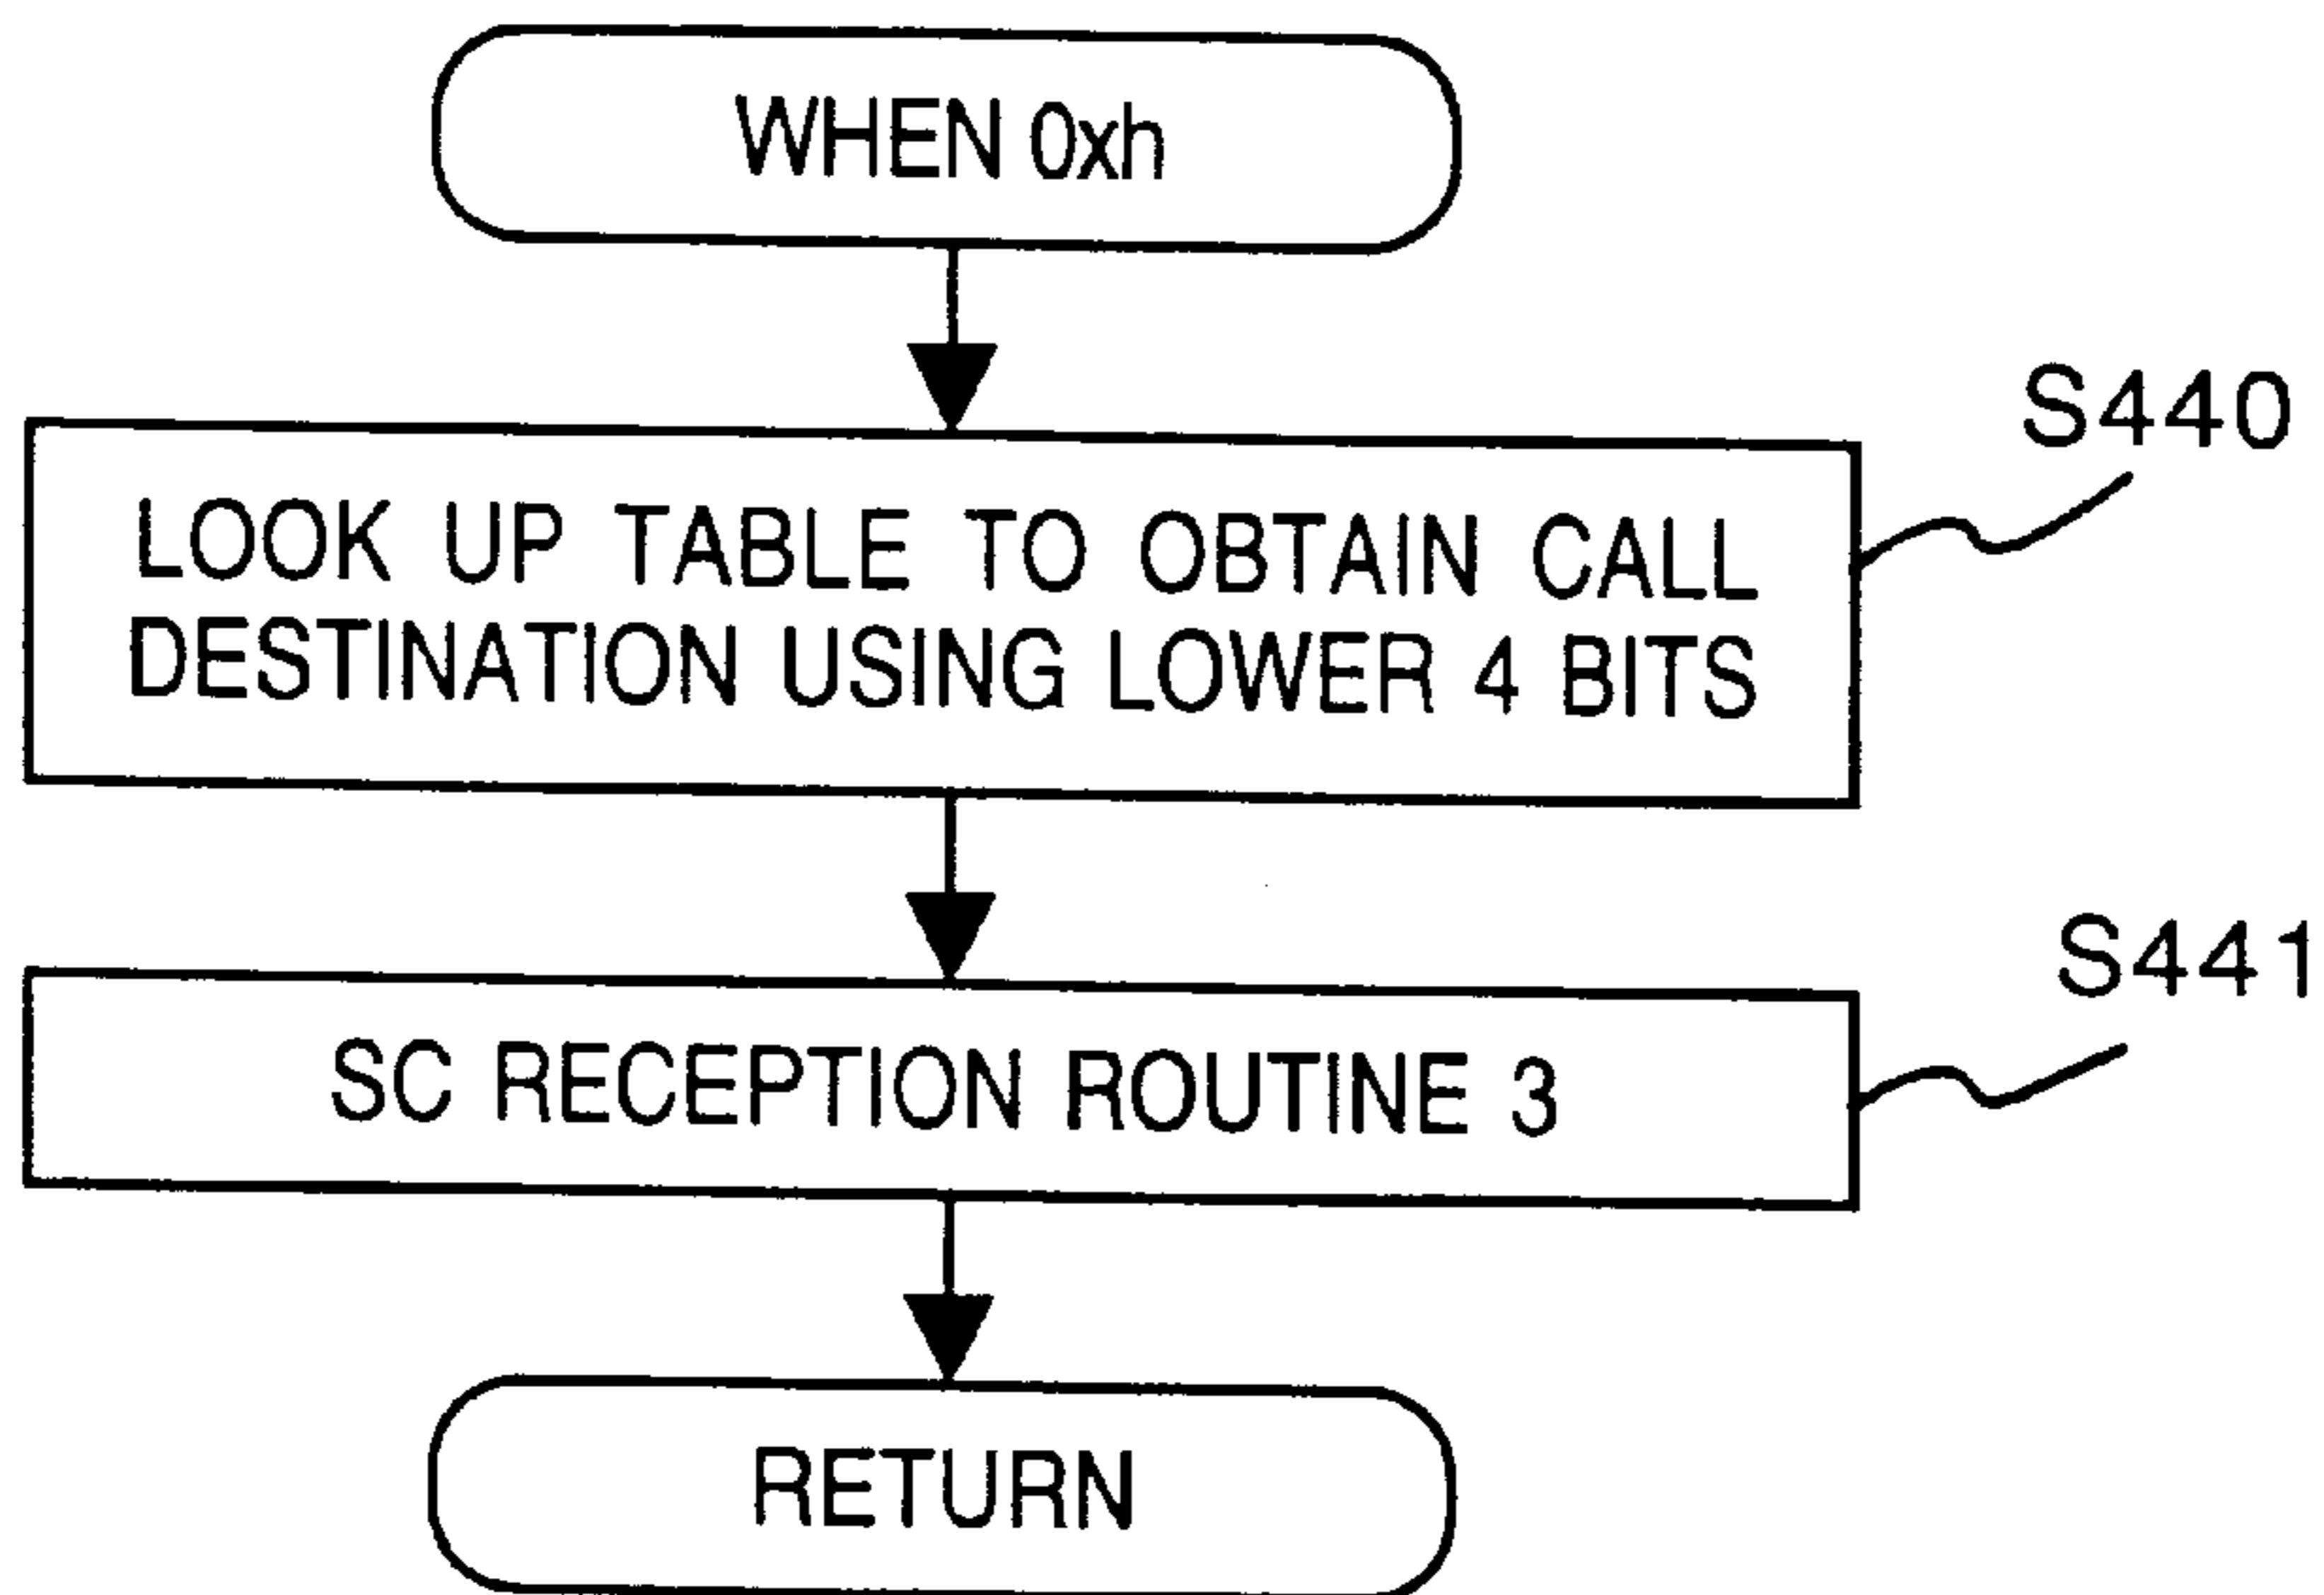 WHEN 0xh
S440
LOOK UP TABLE TO OBTAIN CALL
DESTINATION USING LOWER 4 BITS
S441
SC RECEPTION ROUTINE 3
RETURN